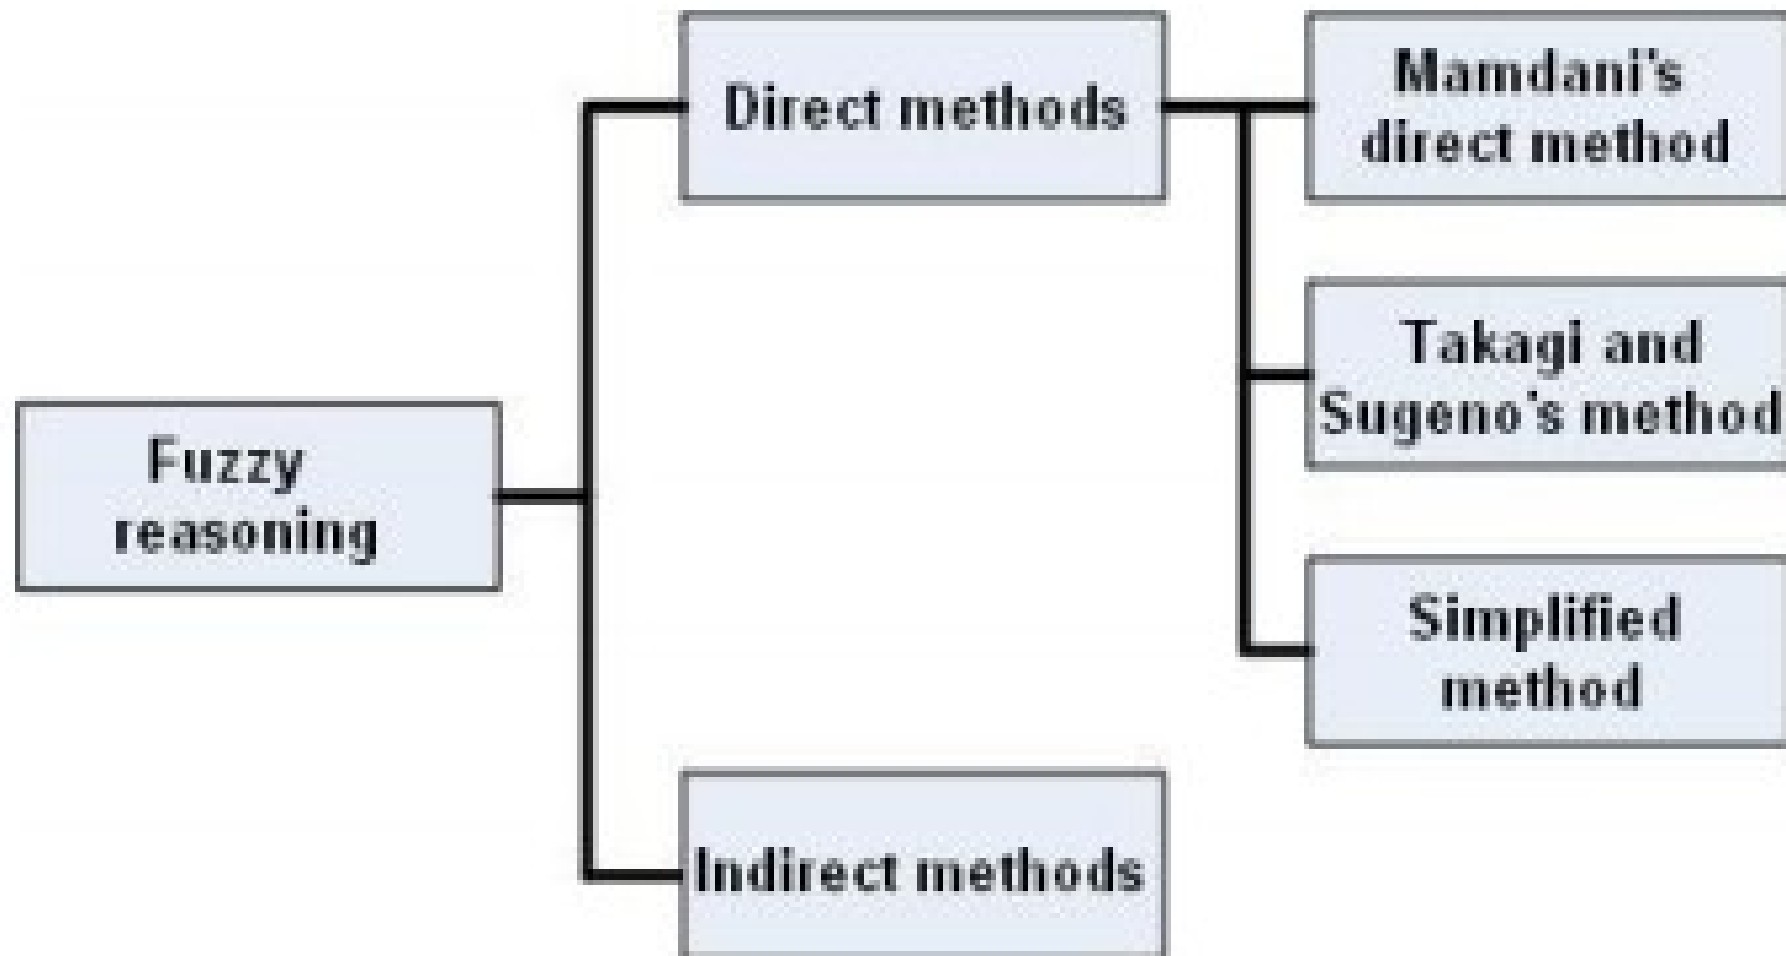 Direct methods
Mamdani's
direct method
Takagi and
Sugeno's method
Fuzzy
reasoning
Simplified
method
Indirect methods